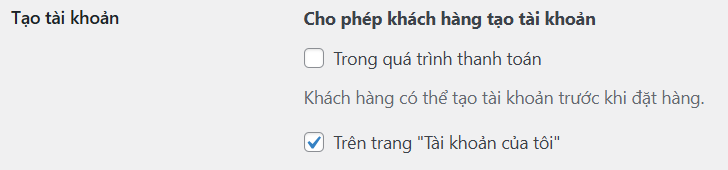 Tạo tài khoản
Cho phép khách hàng tạo tài khoản
Trong quá trình thanh toán
Khách hàng có thể tạo tài khoản trước khi đặt hàng.
Trên trang "Tài khoản của tôi"